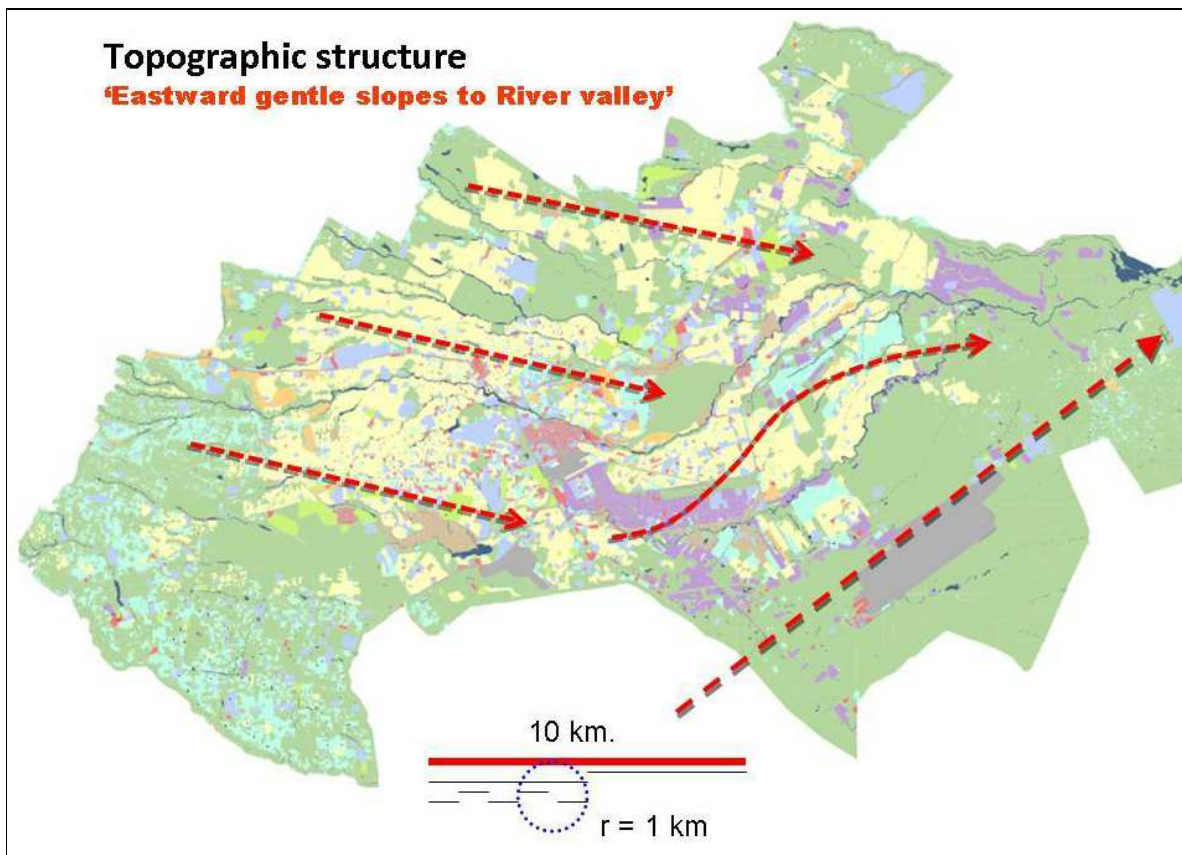 Topographic structure
‘Eastward gentle slopes to River valley’
10 km.
r = 1 km